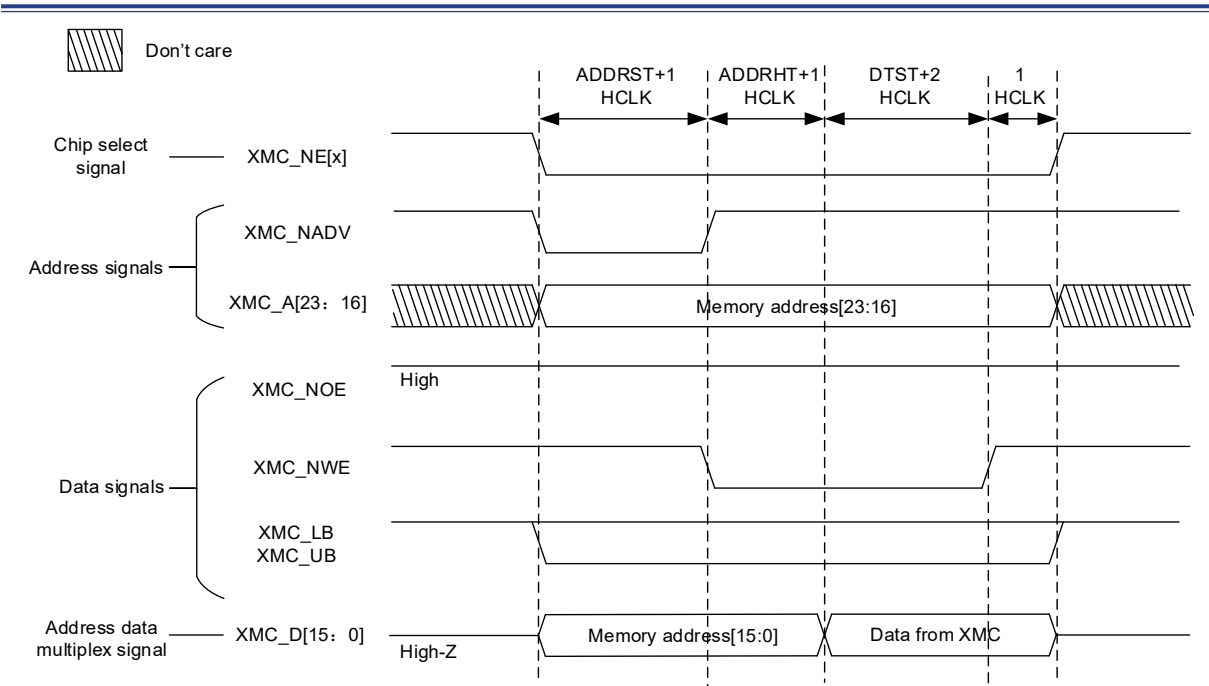 Don't care
ADDRST+1 ADDRHT+1 DTST+2 1
HCLK HCLK HCLK HCLK
Chip select
signal
XMC_NE[x]
XMC_NADV
Address signals
XMC_A[23：16]
Memory address[23:16]
High
XMC_NOE
XMC_NWE
Data signals
XMC_LB
XMC_UB
Address data
multiplex signal
XMC_D[15：0]
High-Z
Memory address[15:0]
Data from XMC